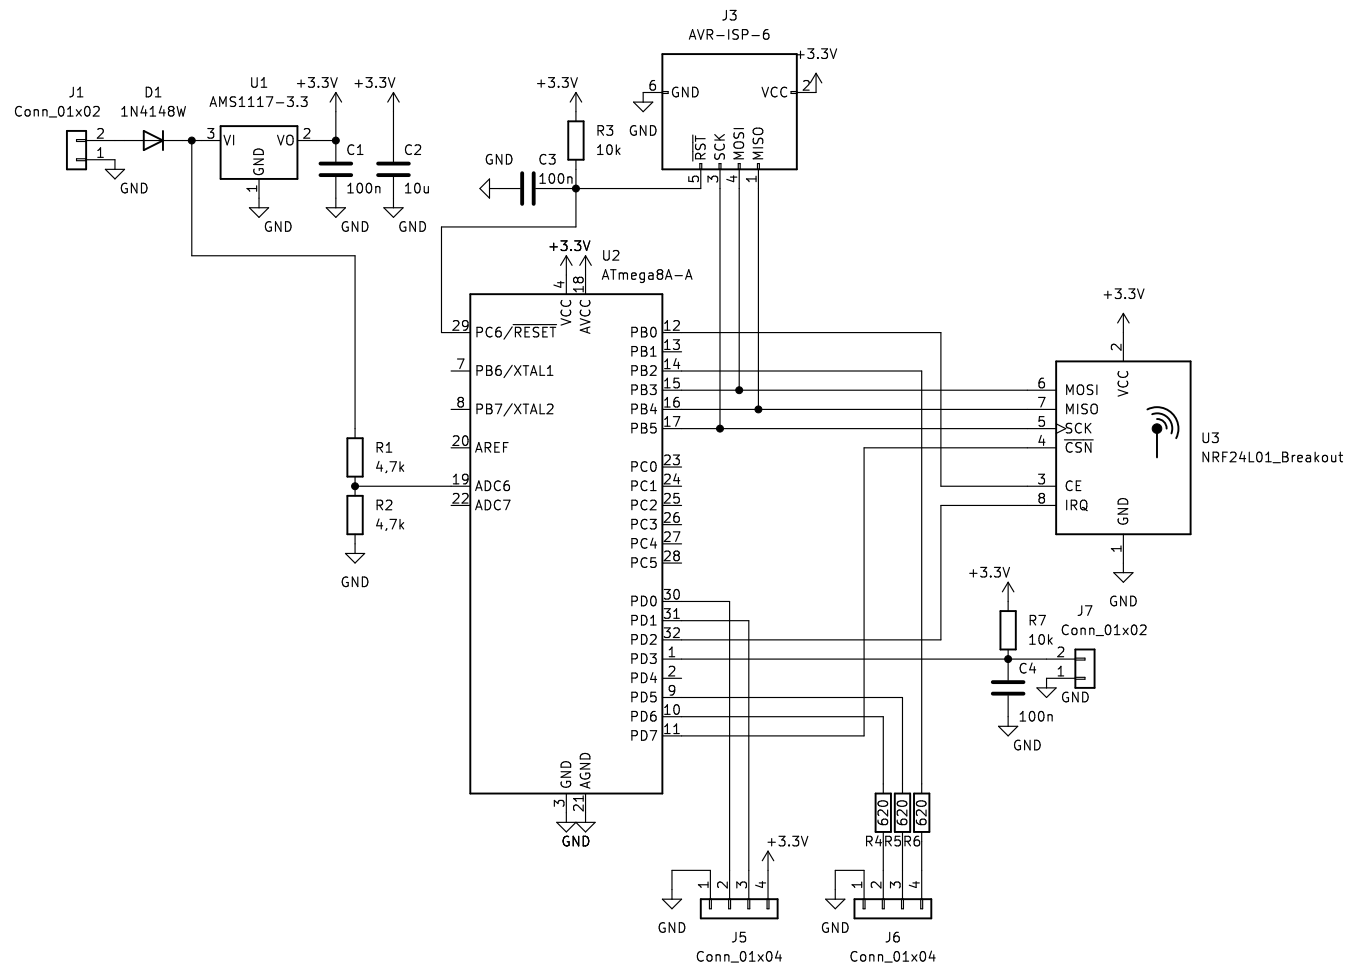 J1
Conn_01x02
2
1
GND
D1
1N4148W
U1
AMS1117-3.3
3
VI
VO
2
GND
1
GND
+3.3V
C1
100n
GND
+3.3V
C2
10u
GND
+3.3V
R3
10k
GND
C3
100n
J3
AVR-ISP-6
+3.3V
6
GND
VCC
2
GND
RST
SCK
MOSI
MISO
5
3
4
1
+3.3V
U2
ATmega8A-A
4
18
VCC
AVCC
29
PC6/RESET
7
PB6/XTAL1
8
PB7/XTAL2
20
AREF
19
ADC6
22
ADC7
PB0
12
PB1
13
PB2
14
PB3
15
PB4
16
PB5
17
PC0
23
PC1
24
PC2
25
PC3
26
PC4
27
PC5
28
PD0
30
PD1
31
PD2
32
PD3
1
PD4
2
PD5
9
PD6
10
PD7
11
GND
AGND
3
21
GND
R1
4,7k
R2
4,7k
GND
+3.3V
2
VCC
6
MOSI
7
MISO
5
SCK
4
CSN
3
CE
8
IRQ
GND
1
GND
U3
NRF24L01_Breakout
+3.3V
R7
10k
C4
100n
GND
J7
Conn_01x02
2
1
GND
620
620
620
R4
R5
R6
+3.3V
1
2
3
4
GND
J5
Conn_01x04
1
2
3
4
GND
J6
Conn_01x04